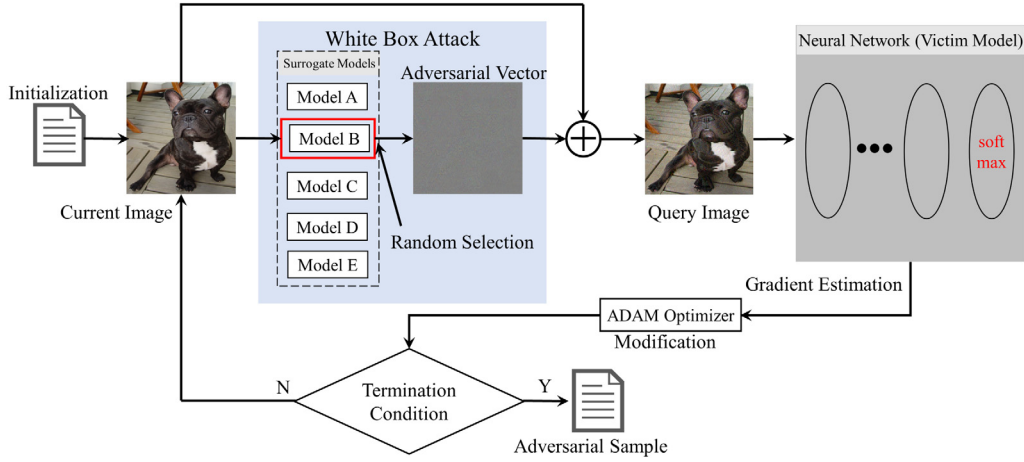 White Box Attack
Neural Network (Victim Model)
Surrogate Models
Adversarial Vector
Initialization
Model A
Model B
soft
max
Model C
Current Image
Query Image
Model D
Random Selection
Model E
Gradient Estimation
ADAM Optimizer
Modification
N
Termination
Condition
Y
Adversarial Sample